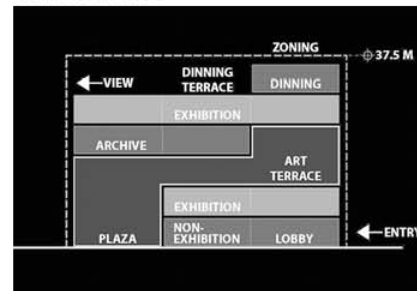 ZONING
37.5 M
VIEW
DINNING
TERRACE
DINNING
EXHIBITION
ARCHIVE
ART
TERRACE
EXHIBITION
PLAZA
NON-
EXHIBITION
LOBBY
ENTRY